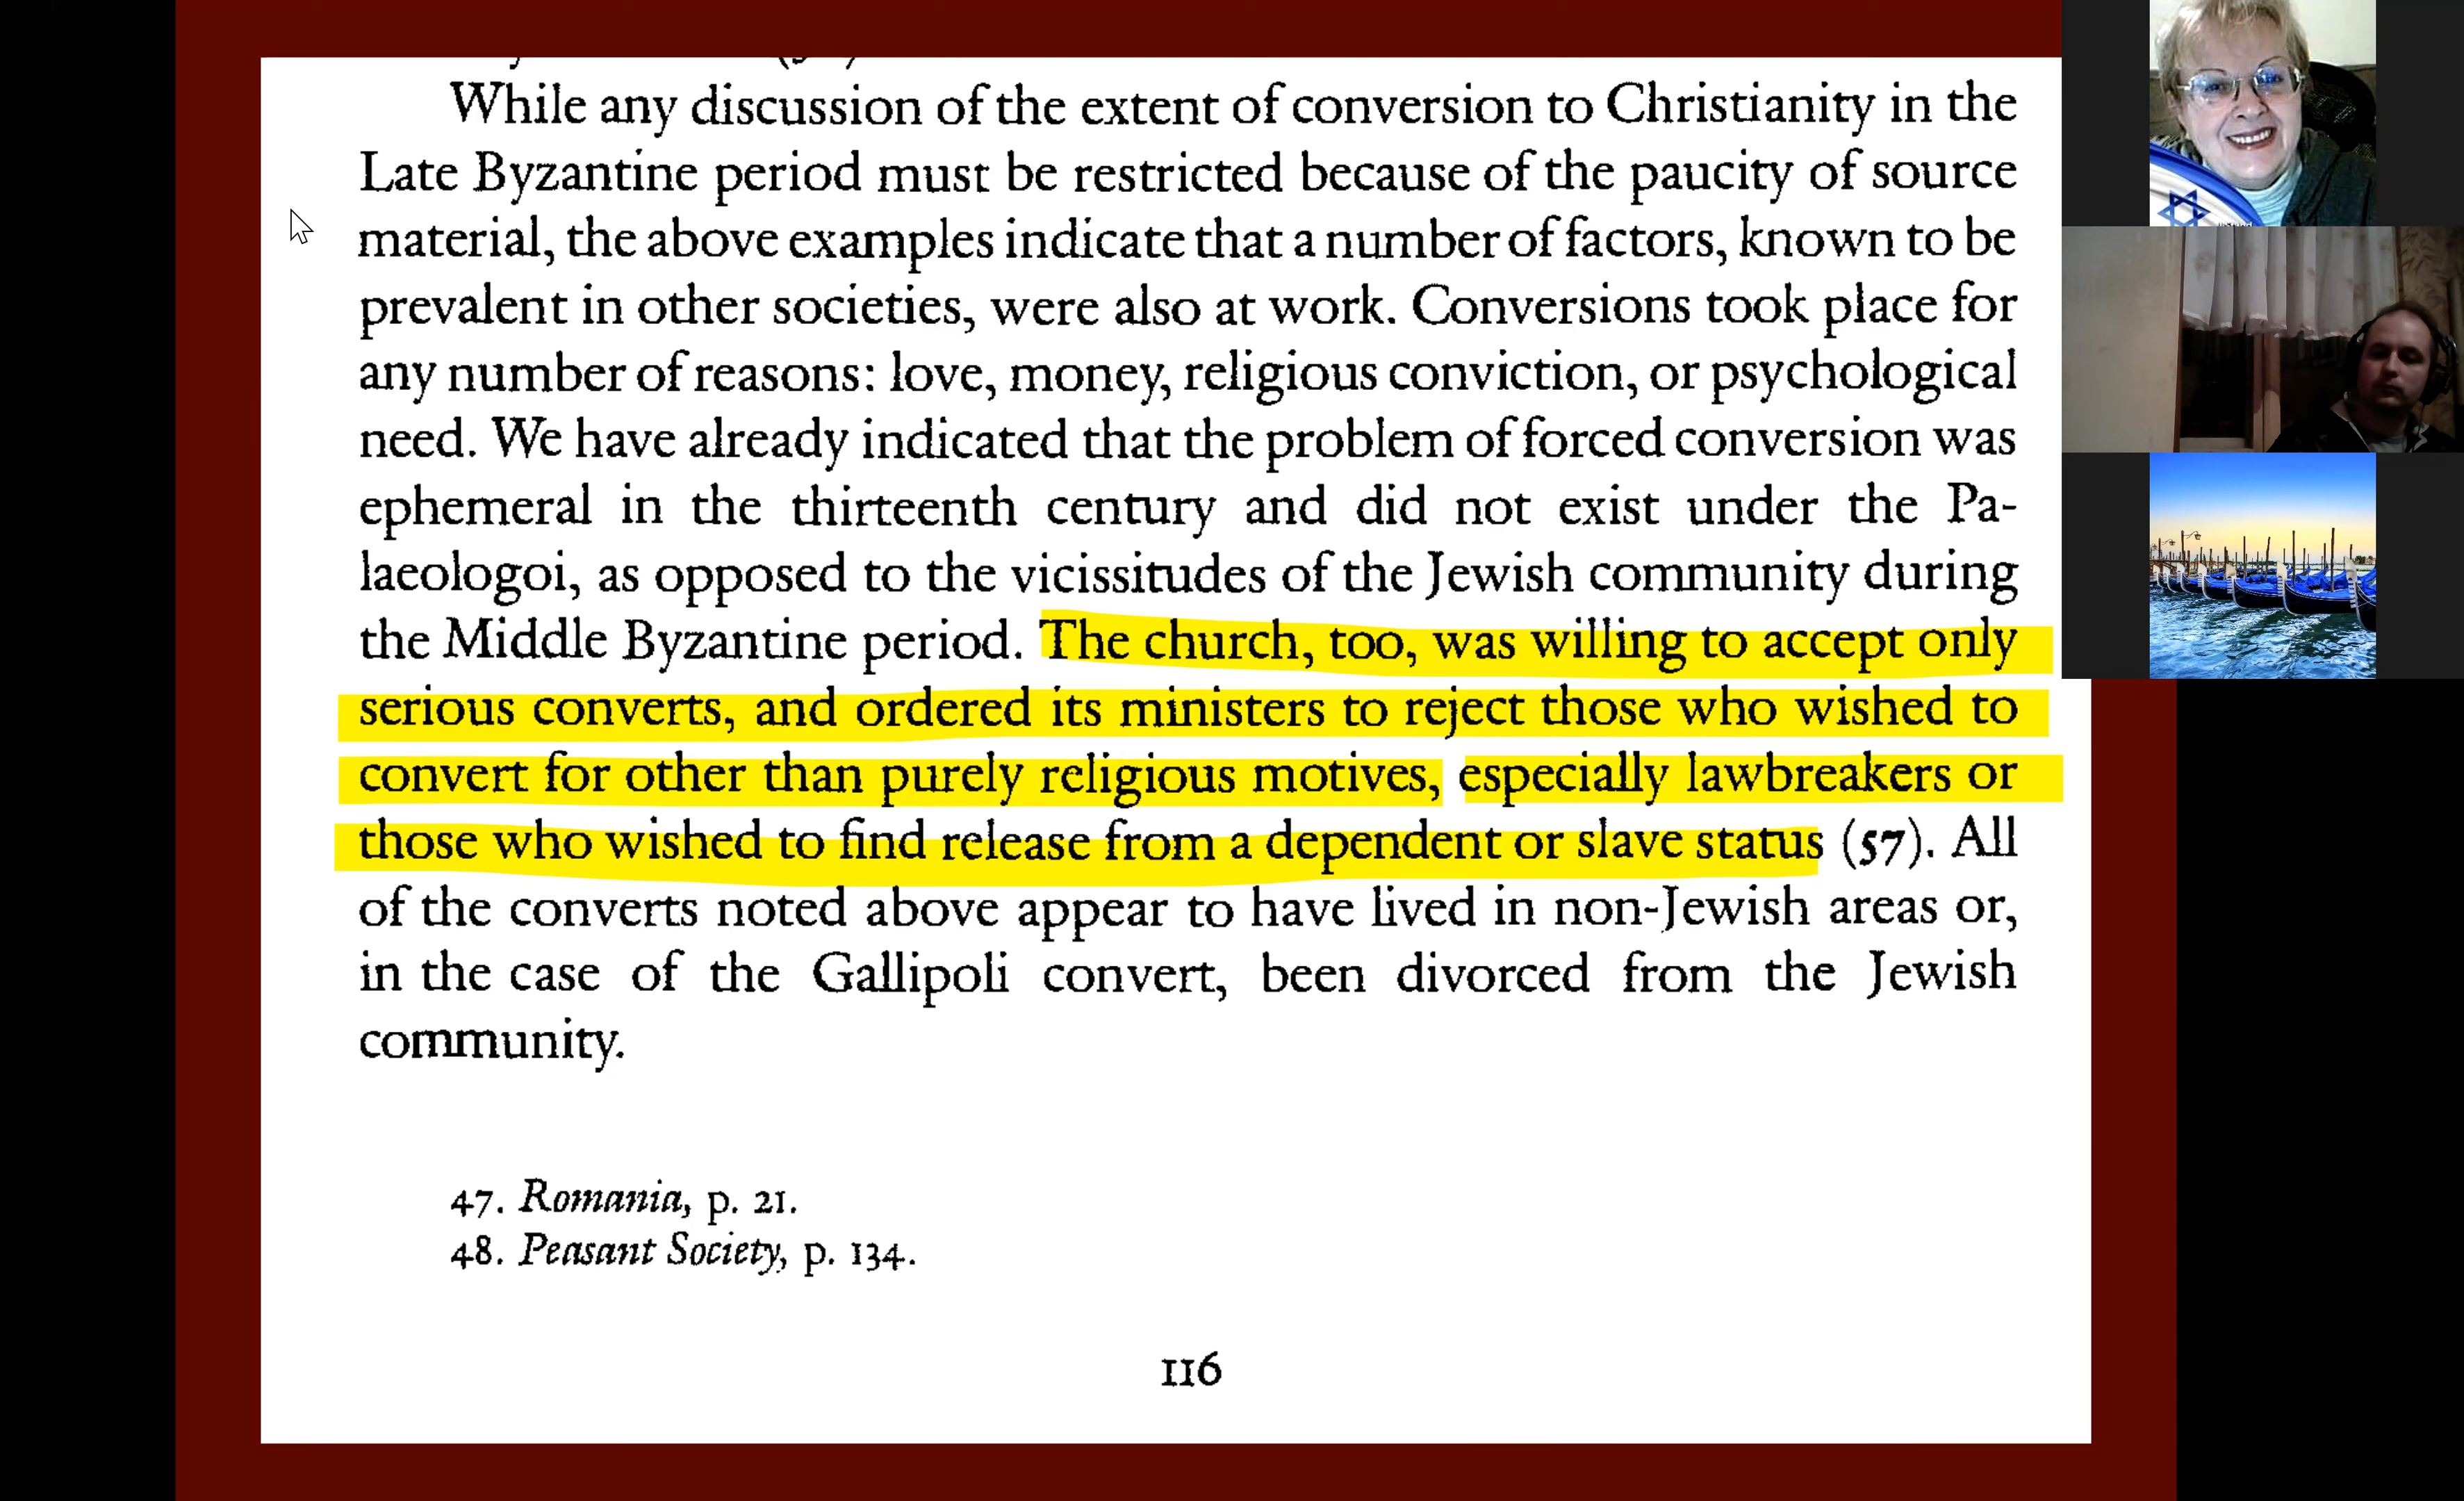 While any discussion of the extent of conversion to Christianity in the
Late Byzantine period must be restricted because of the paucity of source
material, the above examples indicate that a number of factors, known to be
prevalent in other societies, were also at work. Conversions took place for
any number of reasons: love, money, religious conviction, or psychological
need. We have already indicated that the problem of forced conversion was
ephemeral in the thirteenth century and did not exist under the Pa-
laeologoi, as opposed to the vicissitudes of the Jewish community during
the Middle Byzantine period. The church, too, was willing to accept only
serious converts, and ordered its ministers to reject those who wished to
convert for other than purely religious motives, especially lawbreakers or
those who wished to find release from a dependent or slave status (57). All
of the converts noted above appear to have lived in non-Jewish areas or,
in the case of the Gallipoli convert, been divorced from the Jewish
community.
47. Romania, p. 21.
48. Peasant Society, p. 134.
116